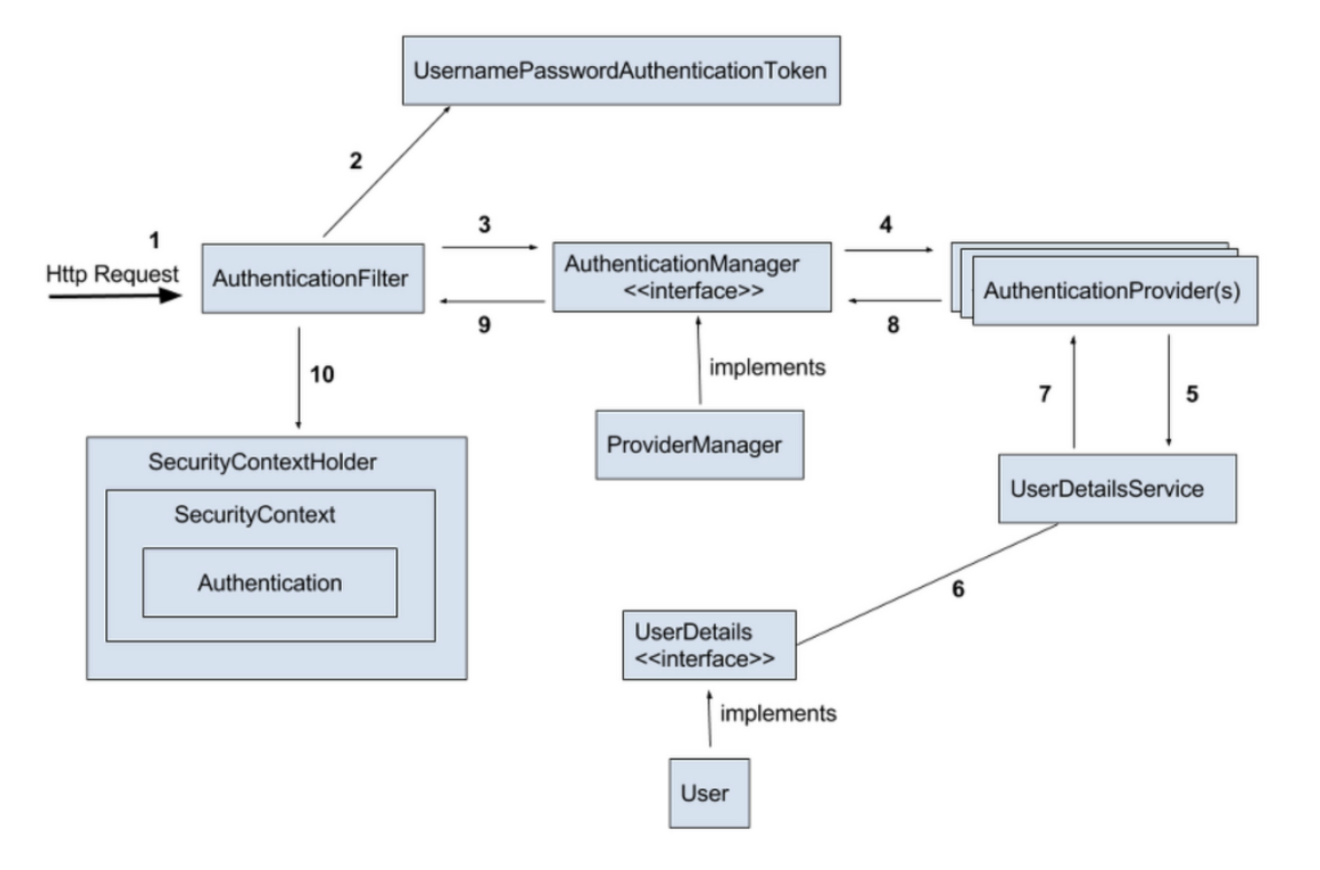 UsernamePasswordAuthenticationToken
2
1
Http Request
AuthenticationFilter
3
9
AuthenticationManager
<<interface>>
4
8
AuthenticationProvider(s)
10
implements
7
5
ProviderManager
SecurityContextHolder
SecurityContext
Authentication
UserDetailsService
6
UserDetails
<<interface>>
implements
User